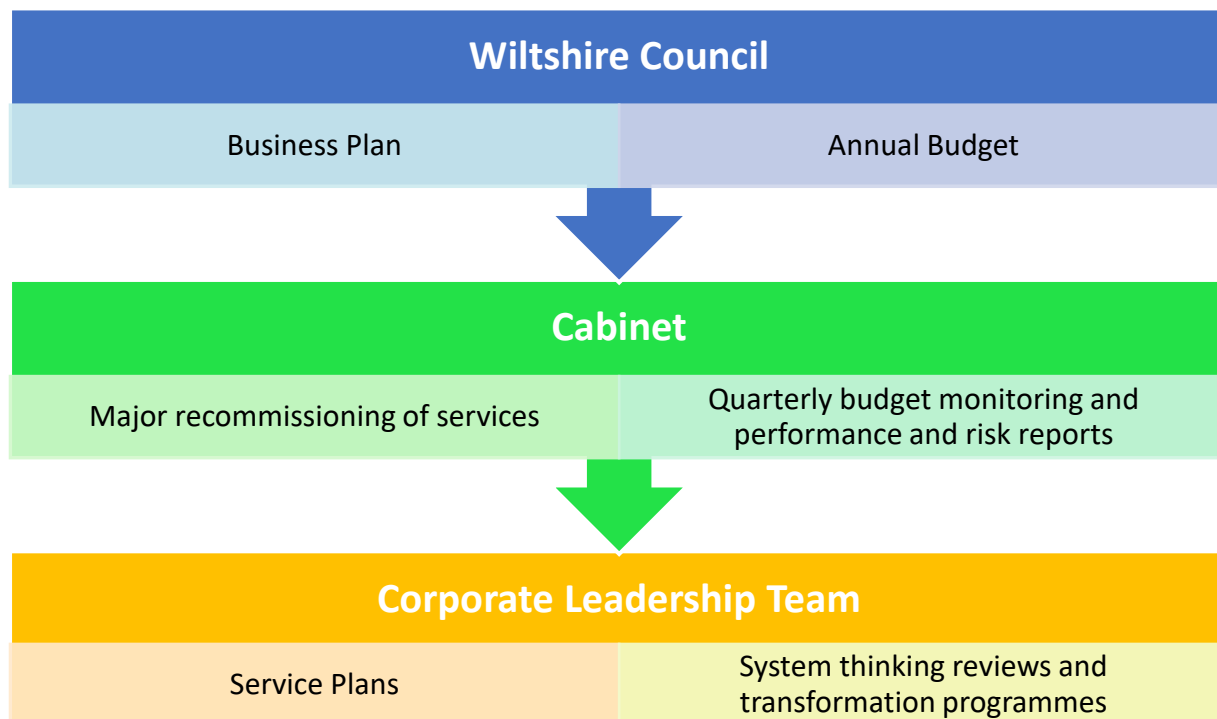 Wiltshire Council
Business Plan
Annual Budget
Cabinet
Major recommissioning of services
Quarterly budget monitoring and
performance and risk reports
Corporate Leadership Team
Service Plans
System thinking reviews and
transformation programmes